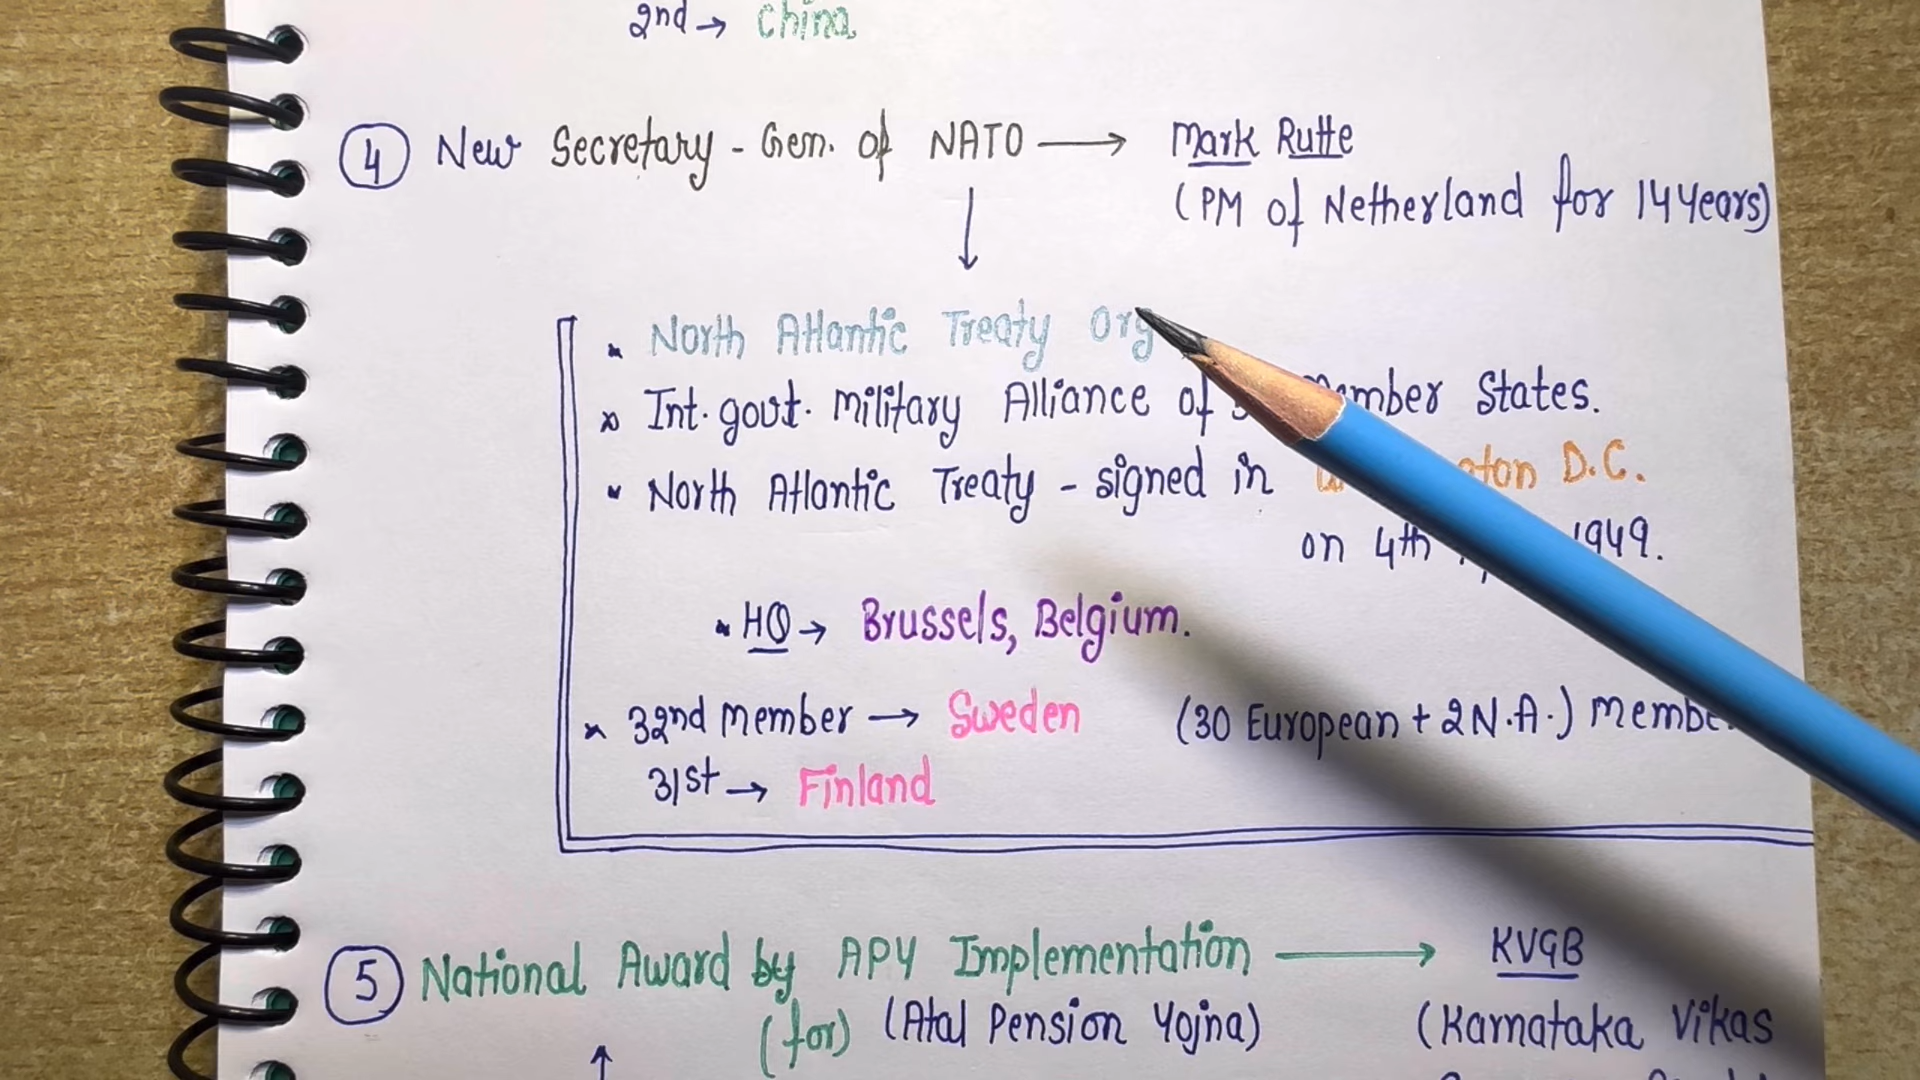 2nd → China
4 New Secretary - Gen. of NATO → Mark Rutte
(PM of Netherland for 14 Years)
North Atlantic Treaty Org
Int. govt. military Alliance of States.
North Atlantic Treaty - signed in D.C.
on 4th 1949.
HQ → Brussels, Belgium.
32nd Member → Sweden (30 European + 2 N.A.)
31st → Finland
5 National Award by APY Implementation → KVGB
(for) (Atal Pension Yojna) (Karnataka Vikas